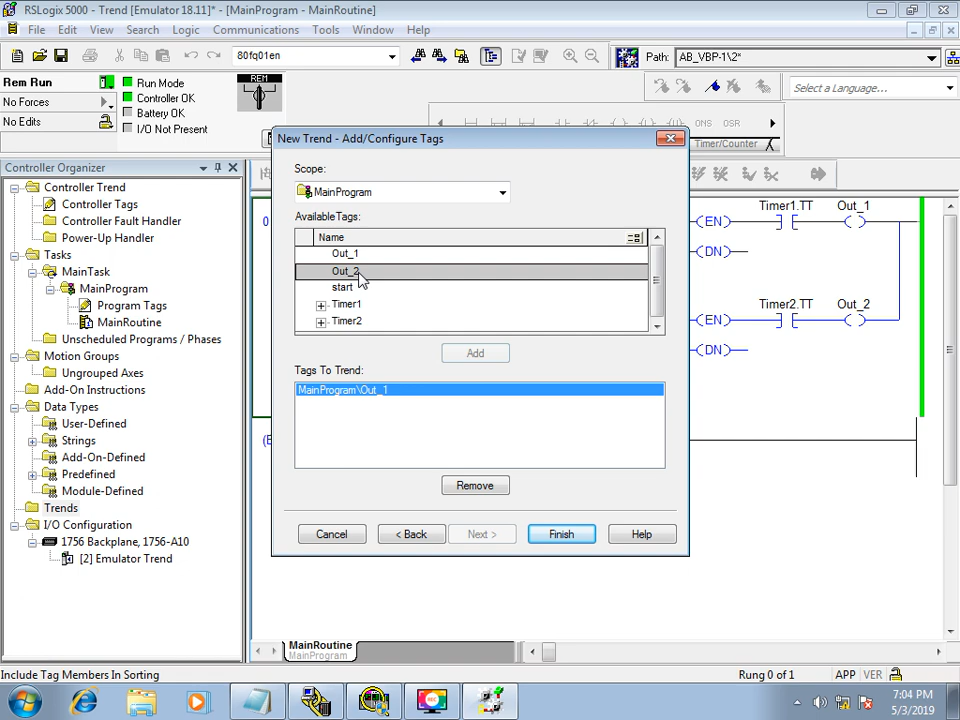 RSLogix 5000 - Trend [Emulator 18.11]* - [MainProgram - MainRoutine]
File Edit View Search Logic Communications Tools Window Help
80fq01en
Path: AB_VBP-1\2*
Rem Run
Run Mode
REM
No Forces
Controller OK
Select a Language...
Battery OK
No Edits
I/O Not Present
ONS OSR
Timer/Counter
Controller Organizer
Controller Trend
Controller Tags
Controller Fault Handler
Power-Up Handler
Tasks
MainTask
MainProgram
Program Tags
MainRoutine
Unscheduled Programs / Phases
Motion Groups
Ungrouped Axes
Add-On Instructions
Data Types
User-Defined
Strings
Add-On-Defined
Predefined
Module-Defined
Trends
I/O Configuration
1756 Backplane, 1756-A10
[2] Emulator Trend
New Trend - Add/Configure Tags
Scope:
MainProgram
Available Tags:
Name
Out_1
Out_2
start
Timer1
Timer2
Add
Tags To Trend:
MainProgram\Out_1
Remove
Cancel < Back Next > Finish Help
0
Timer1.TT Out_1
EN
DN
Timer2.TT Out_2
EN
DN
(E
MainRoutine
MainProgram
Include Tag Members In Sorting
Rung 0 of 1 APP VER
7:04 PM
5/3/2019